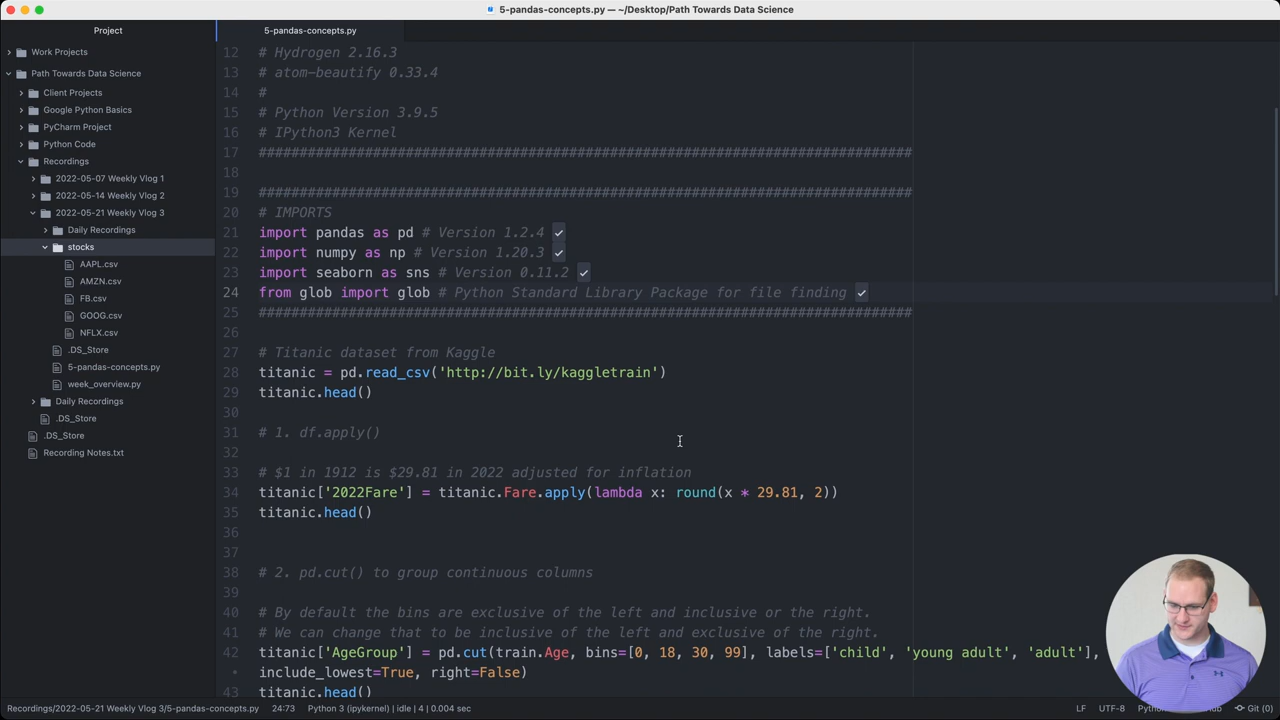 5-pandas-concepts.py — ~/Desktop/Path Towards Data Science
Project
Work Projects
Path Towards Data Science
Client Projects
Google Python Basics
PyCharm Project
Python Code
Recordings
2022-05-07 Weekly Vlog 1
2022-05-14 Weekly Vlog 2
2022-05-21 Weekly Vlog 3
Daily Recordings
stocks
AAPL.csv
AMZN.csv
FB.csv
GOOG.csv
NFLX.csv
.DS_Store
5-pandas-concepts.py
week_overview.py
Daily Recordings
.DS_Store
.DS_Store
Recording Notes.txt
5-pandas-concepts.py
12 # Hydrogen 2.16.3
13 # atom-beautify 0.33.4
14 #
15 # Python Version 3.9.5
16 # IPython3 Kernel
17 ################################################################################
18
19 ################################################################################
20 # IMPORTS
21 import pandas as pd # Version 1.2.4 ✓
22 import numpy as np # Version 1.20.3 ✓
23 import seaborn as sns # Version 0.11.2 ✓
24 from glob import glob # Python Standard Library Package for file finding ✓
25 ################################################################################
26
27 # Titanic dataset from Kaggle
28 titanic = pd.read_csv('http://bit.ly/kaggletrain')
29 titanic.head()
30
31 # 1. df.apply()
32
33 # $1 in 1912 is $29.81 in 2022 adjusted for inflation
34 titanic['2022Fare'] = titanic.Fare.apply(lambda x: round(x * 29.81, 2))
35 titanic.head()
36
37
38 # 2. pd.cut() to group continuous columns
39
40 # By default the bins are exclusive of the left and inclusive or the right.
41 # We can change that to be inclusive of the left and exclusive of the right.
42 titanic['AgeGroup'] = pd.cut(train.Age, bins=[0, 18, 30, 99], labels=['child', 'young adult', 'adult'],
• include_lowest=True, right=False)
43 titanic.head()
Recordings/2022-05-21 Weekly Vlog 3/5-pandas-concepts.py 24:73 Python 3 (ipykernel) | idle | 4 | 0.004 sec
LF UTF-8 Git (0)